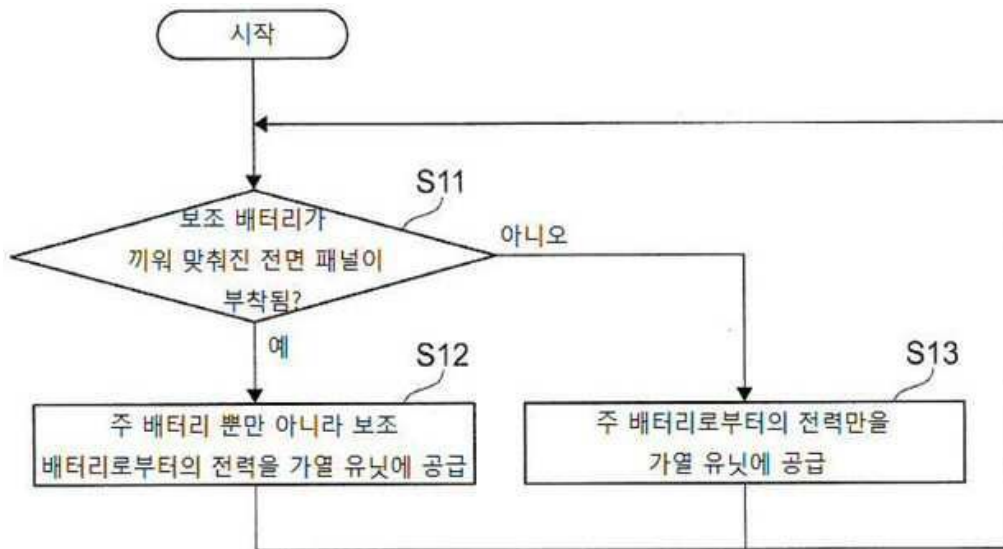 시작
S11
보조 배터리가
끼워 맞춰진 전면 패널이
부착됨?
아니오
예
S12
주 배터리 뿐만 아니라 보조
배터리로부터의 전력을 가열 유닛에 공급
S13
주 배터리로부터의 전력만을
가열 유닛에 공급